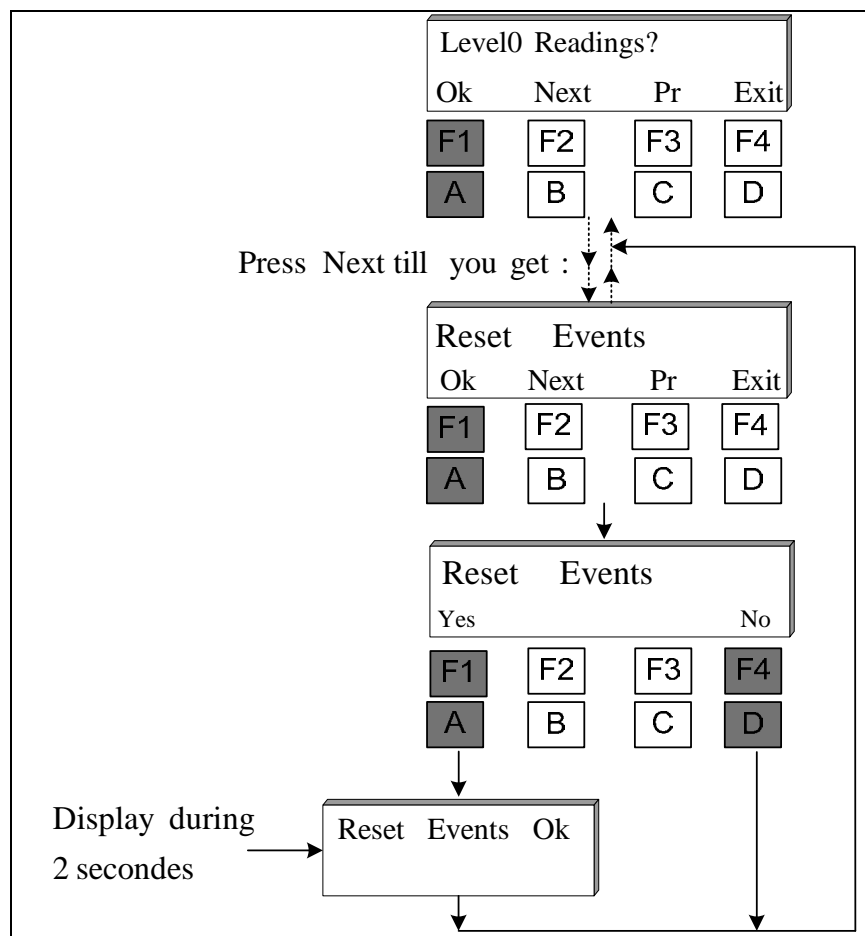 Level0 Readings?
Ok Next Pr Exit
F1 F2 F3 F4
A B C D
Press Next till you get :
Reset Events
Ok Next Pr Exit
F1 F2 F3 F4
A B C D
Reset Events
Yes No
F1 F2 F3 F4
A B C D
Display during
2 secondes
Reset Events Ok